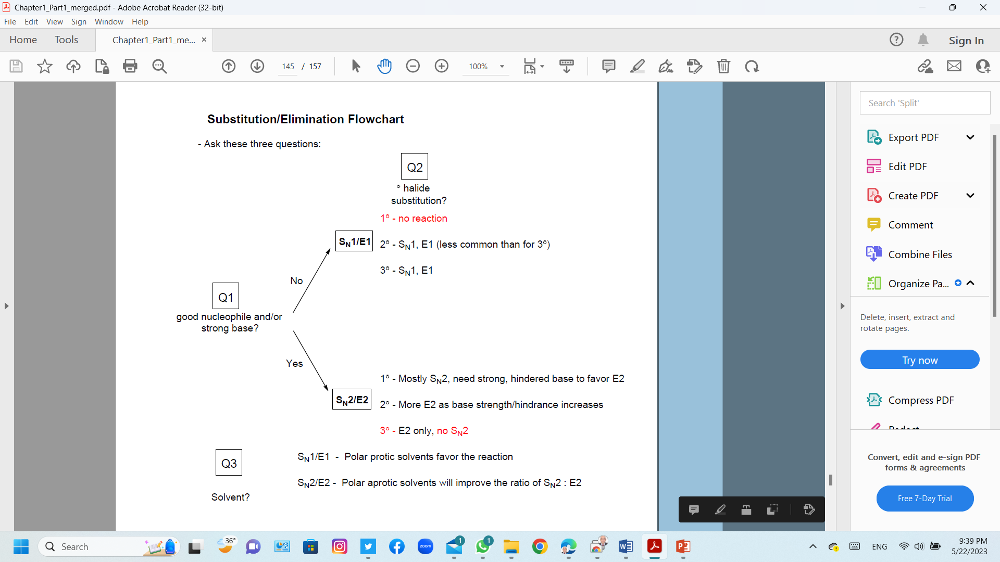 Chapter1_Part1_merged.pdf - Adobe Acrobat Reader (32-bit)
File Edit View Sign Window Help
Home Tools Chapter1_Part1_me... × Sign In
145 / 157 100%
Substitution/Elimination Flowchart
- Ask these three questions:
Q2
° halide
substitution?
1° - no reaction
SN1/E1 2° - SN1, E1 (less common than for 3°)
3° - SN1, E1
No
Q1
good nucleophile and/or
strong base?
Yes
1° - Mostly SN2, need strong, hindered base to favor E2
SN2/E2 2° - More E2 as base strength/hindrance increases
3° - E2 only, no SN2
Q3 SN1/E1 - Polar protic solvents favor the reaction
SN2/E2 - Polar aprotic solvents will improve the ratio of SN2 : E2
Solvent?
Search 'Split'
Export PDF
Edit PDF
Create PDF
Comment
Combine Files
Organize Pa...
Delete, insert, extract and
rotate pages.
Try now
Compress PDF
Redact
Convert, edit and e-sign PDF
forms & agreements
Free 7-Day Trial
Search 36° zoom 1 1 ENG 9:39 PM
5/22/2023